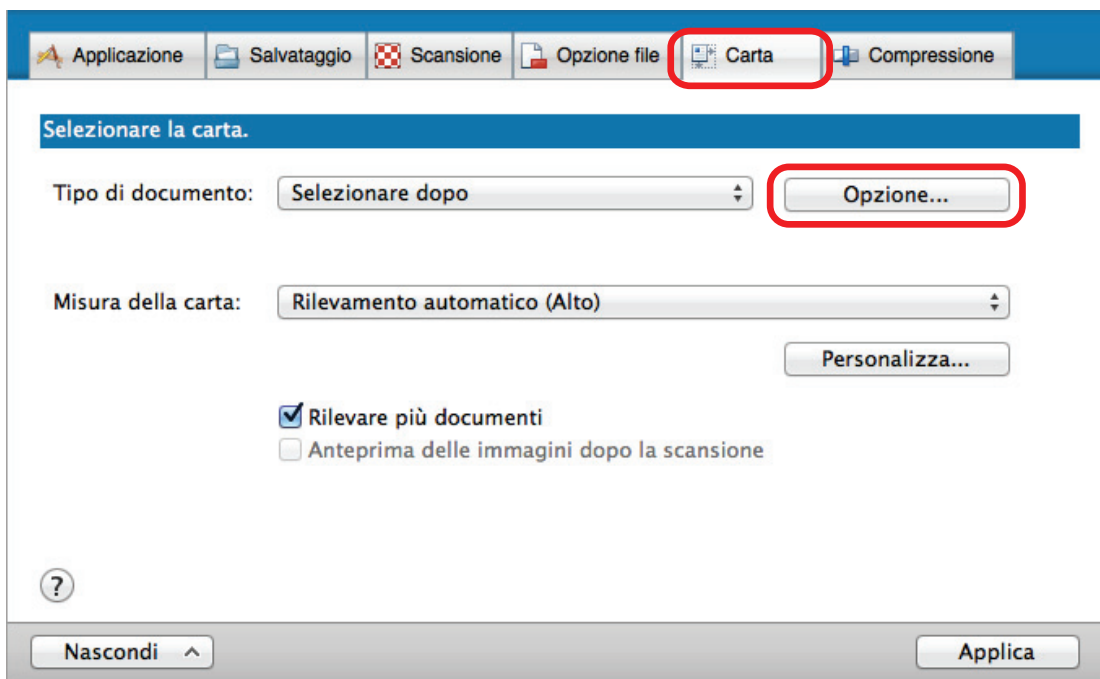 Applicazione Salvataggio Scansione Opzione file Carta Compressione
Selezionare la carta.
Tipo di documento: Selezionare dopo Opzione...
Misura della carta: Rilevamento automatico (Alto)
Personalizza...
Rilevare più documenti
Anteprima delle immagini dopo la scansione
?
Nascondi Applica